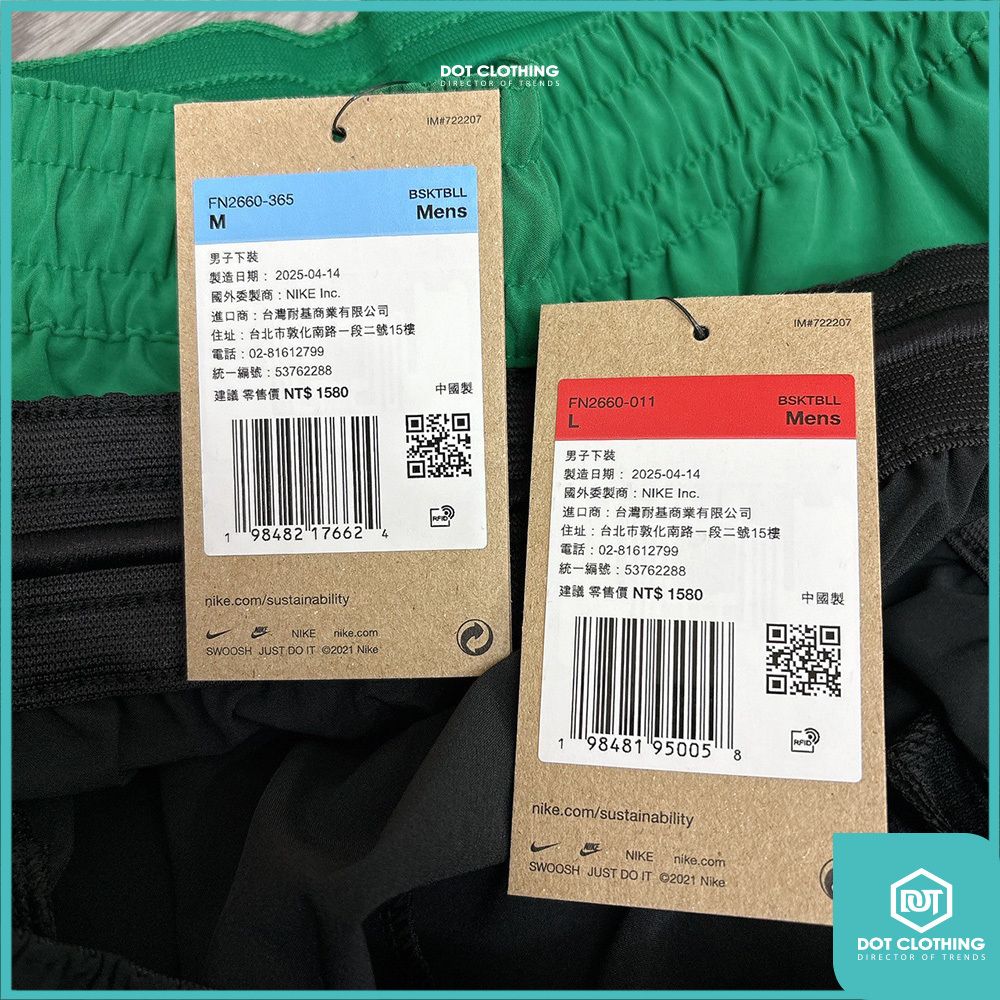 DOT CLOTHING
DIRECTOR OF TRENDS
IM#722207
FN2660-365
BSKTBLL
M
Mens
男子下裝
製造日期： 2025-04-14
國外委製商：NIKE Inc.
進口商：台灣耐基商業有限公司
住址：台北市敦化南路一段二號15樓
電話：02-81612799
統一編號：53762288
建議 零售價 NT$ 1580
中國製
RFID
1 98482 17662 4
nike.com/sustainability
NIKE
NIKE nike.com
SWOOSH JUST DO IT ©2021 Nike
IM#722207
FN2660-011
BSKTBLL
L
Mens
男子下裝
製造日期： 2025-04-14
國外委製商：NIKE Inc.
進口商：台灣耐基商業有限公司
住址：台北市敦化南路一段二號15樓
電話：02-81612799
統一編號：53762288
建議 零售價 NT$ 1580
中國製
RFID
1 98481 95005 8
nike.com/sustainability
NIKE
NIKE nike.com
SWOOSH JUST DO IT ©2021 Nike
DOT
DOT CLOTHING
DIRECTOR OF TRENDS